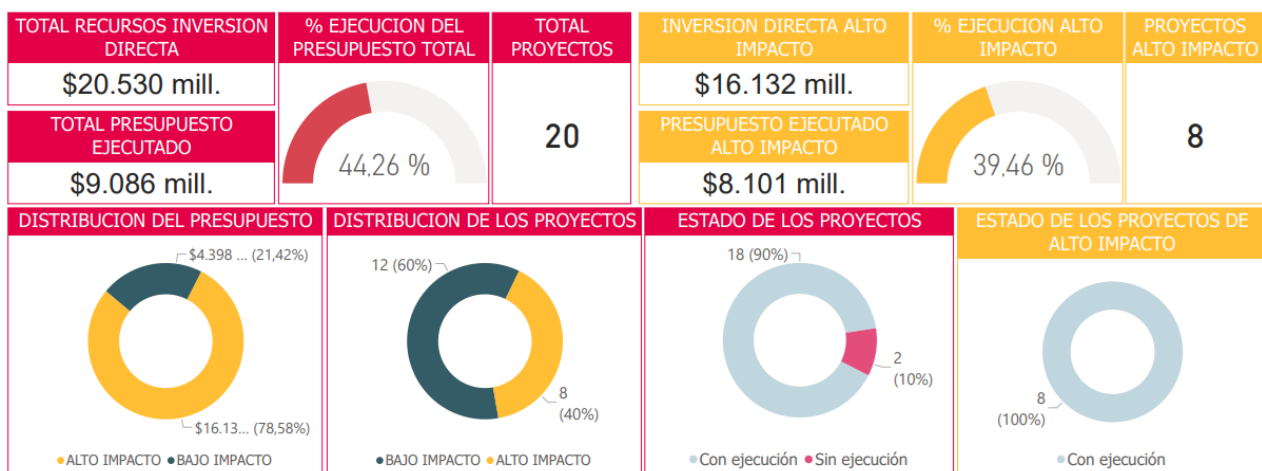 TOTAL RECURSOS INVERSION
DIRECTA
$20.530 mill.
TOTAL PRESUPUESTO
EJECUTADO
$9.086 mill.
% EJECUCION DEL
PRESUPUESTO TOTAL
44,26 %
TOTAL
PROYECTOS
20
INVERSION DIRECTA ALTO
IMPACTO
$16.132 mill.
PRESUPUESTO EJECUTADO
ALTO IMPACTO
$8.101 mill.
% EJECUCION ALTO
IMPACTO
39,46 %
PROYECTOS
ALTO IMPACTO
8
DISTRIBUCION DEL PRESUPUESTO
$4.398 ... (21,42%)
$16.13... (78,58%)
ALTO IMPACTO BAJO IMPACTO
DISTRIBUCION DE LOS PROYECTOS
12 (60%)
8
(40%)
BAJO IMPACTO ALTO IMPACTO
ESTADO DE LOS PROYECTOS
18 (90%)
2
(10%)
Con ejecución Sin ejecución
ESTADO DE LOS PROYECTOS DE
ALTO IMPACTO
8
(100%)
Con ejecución